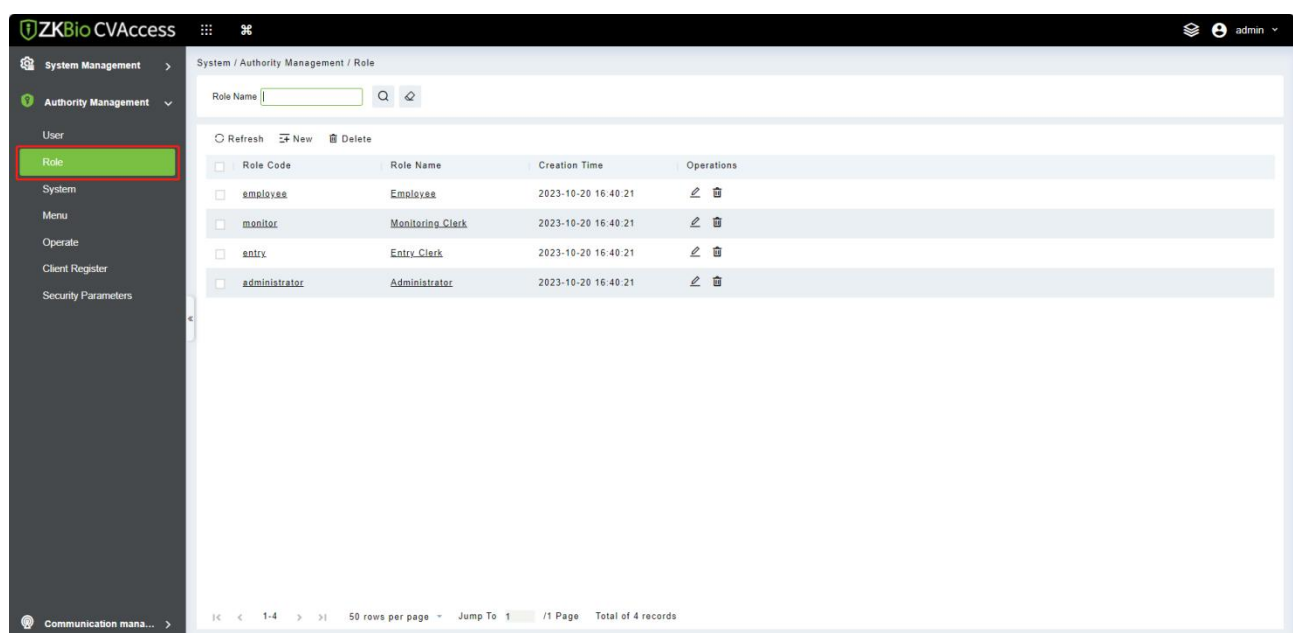 ZKBio CVAccess
admin
System Management
Authority Management
User
Role
System
Menu
Operate
Client Register
Security Parameters
Communication mana...
System / Authority Management / Role
Role Name
Refresh New Delete
Role Code Role Name Creation Time Operations
employee Employee 2023-10-20 16:40:21
monitor Monitoring Clerk 2023-10-20 16:40:21
entry Entry Clerk 2023-10-20 16:40:21
administrator Administrator 2023-10-20 16:40:21
|< < 1-4 > >| 50 rows per page Jump To 1 /1 Page Total of 4 records